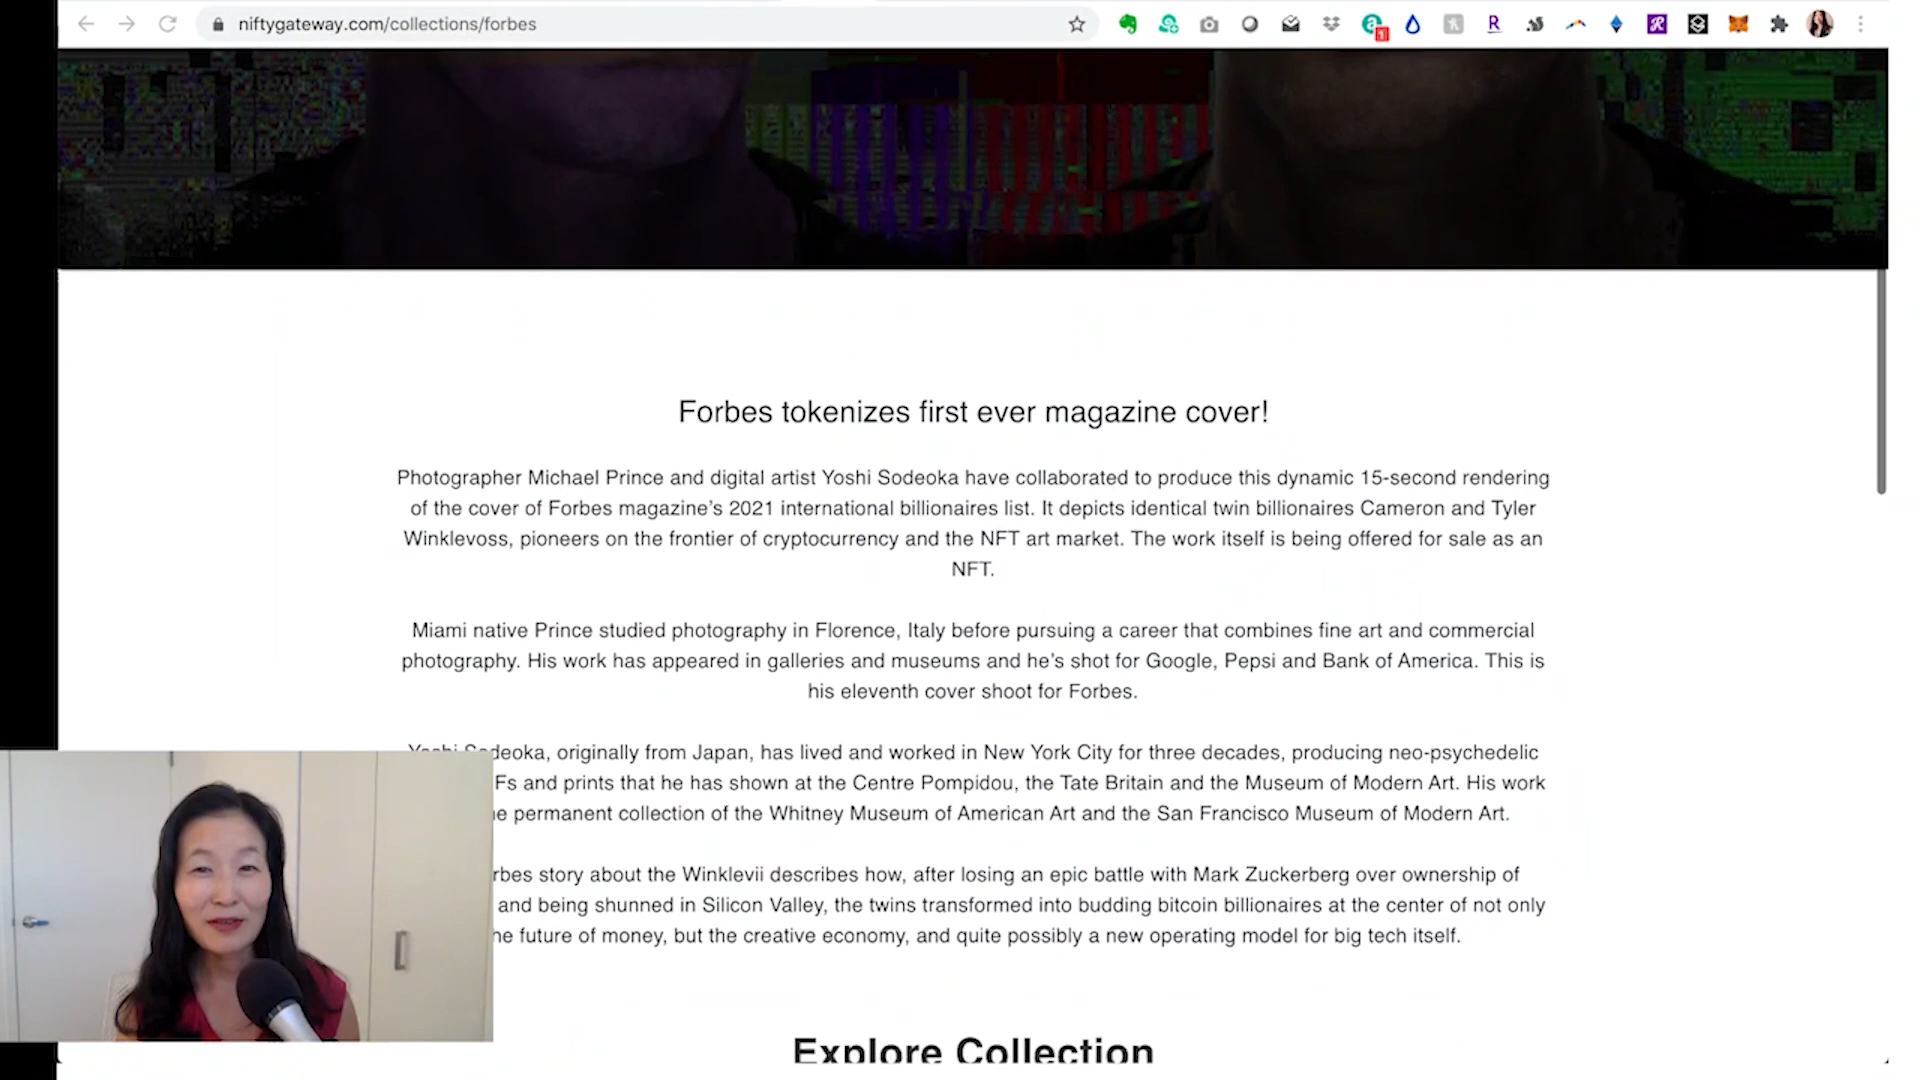 niftygateway.com/collections/forbes
1
Forbes tokenizes first ever magazine cover!
Photographer Michael Prince and digital artist Yoshi Sodeoka have collaborated to produce this dynamic 15-second rendering
of the cover of Forbes magazine’s 2021 international billionaires list. It depicts identical twin billionaires Cameron and Tyler
Winklevoss, pioneers on the frontier of cryptocurrency and the NFT art market. The work itself is being offered for sale as an
NFT.
Miami native Prince studied photography in Florence, Italy before pursuing a career that combines fine art and commercial
photography. His work has appeared in galleries and museums and he’s shot for Google, Pepsi and Bank of America. This is
his eleventh cover shoot for Forbes.
Yoshi Sodeoka, originally from Japan, has lived and worked in New York City for three decades, producing neo-psychedelic
Fs and prints that he has shown at the Centre Pompidou, the Tate Britain and the Museum of Modern Art. His work
permanent collection of the Whitney Museum of American Art and the San Francisco Museum of Modern Art.
rbes story about the Winklevii describes how, after losing an epic battle with Mark Zuckerberg over ownership of
and being shunned in Silicon Valley, the twins transformed into budding bitcoin billionaires at the center of not only
he future of money, but the creative economy, and quite possibly a new operating model for big tech itself.
Explore Collection